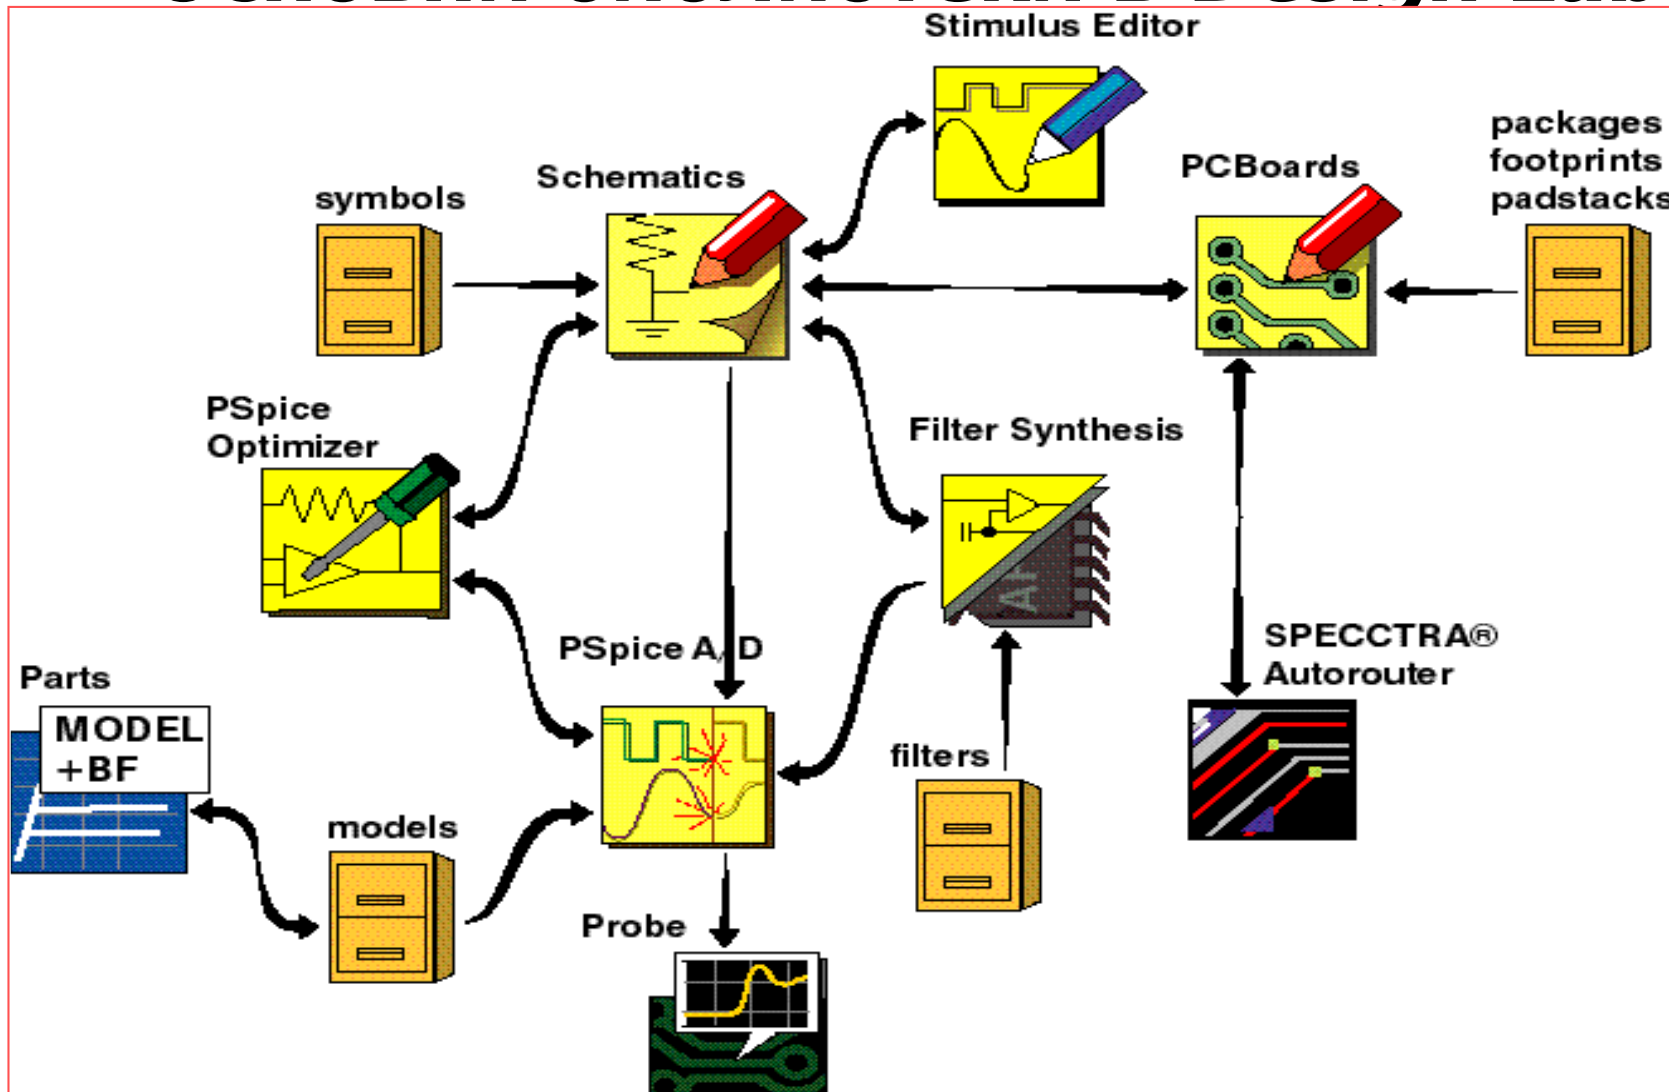 Stimulus Editor
packages
footprints
padstacks
PCBoards
Schematics
symbols
PSpice
Optimizer
Filter Synthesis
PSpice A/D
SPECCTRA®
Autorouter
Parts
MODEL
+BF
filters
models
Probe